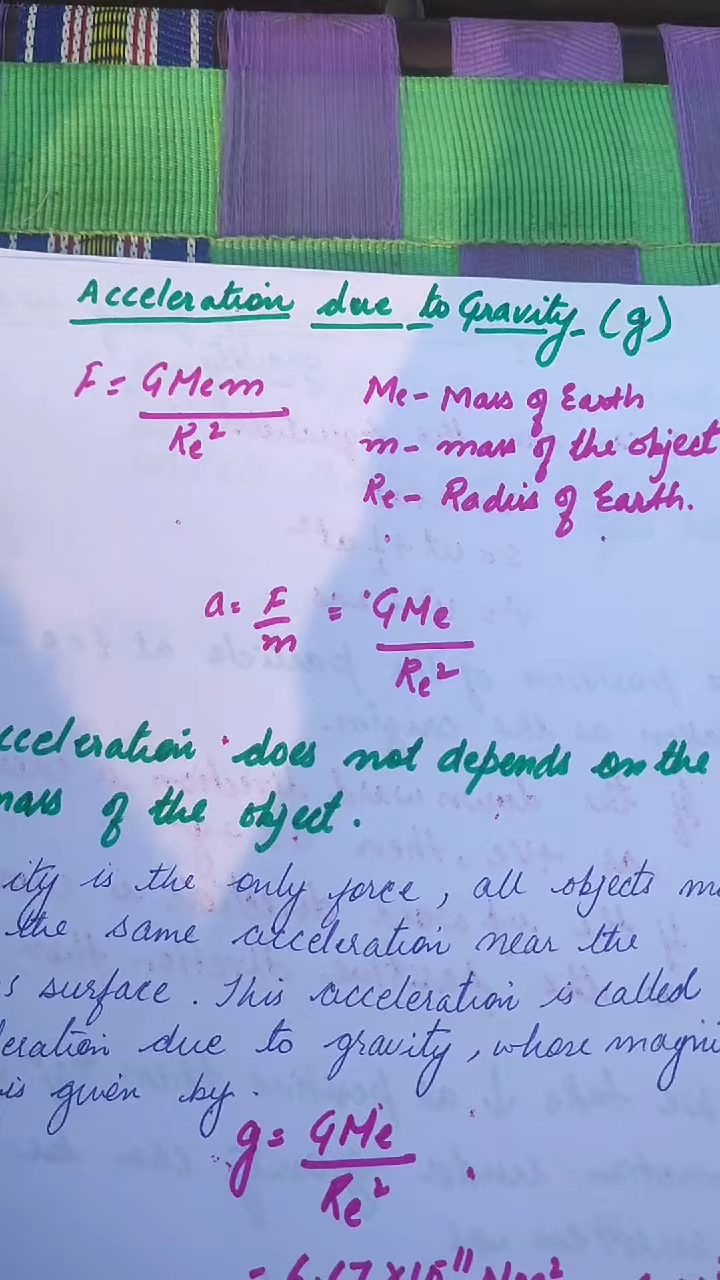 Acceleration due to Gravity (g)
F = GMem / Re²
Me - Mass of Earth
m - mass of the object
Re - Radius of Earth.
a = F/m = GMe / Re²
cceleration does not depends on the
mass of the object.
ity is the only force, all objects mo
the same acceleration near the
s surface. This acceleration is called
leration due to gravity, whose magni
is given by.
g = GMe / Re²